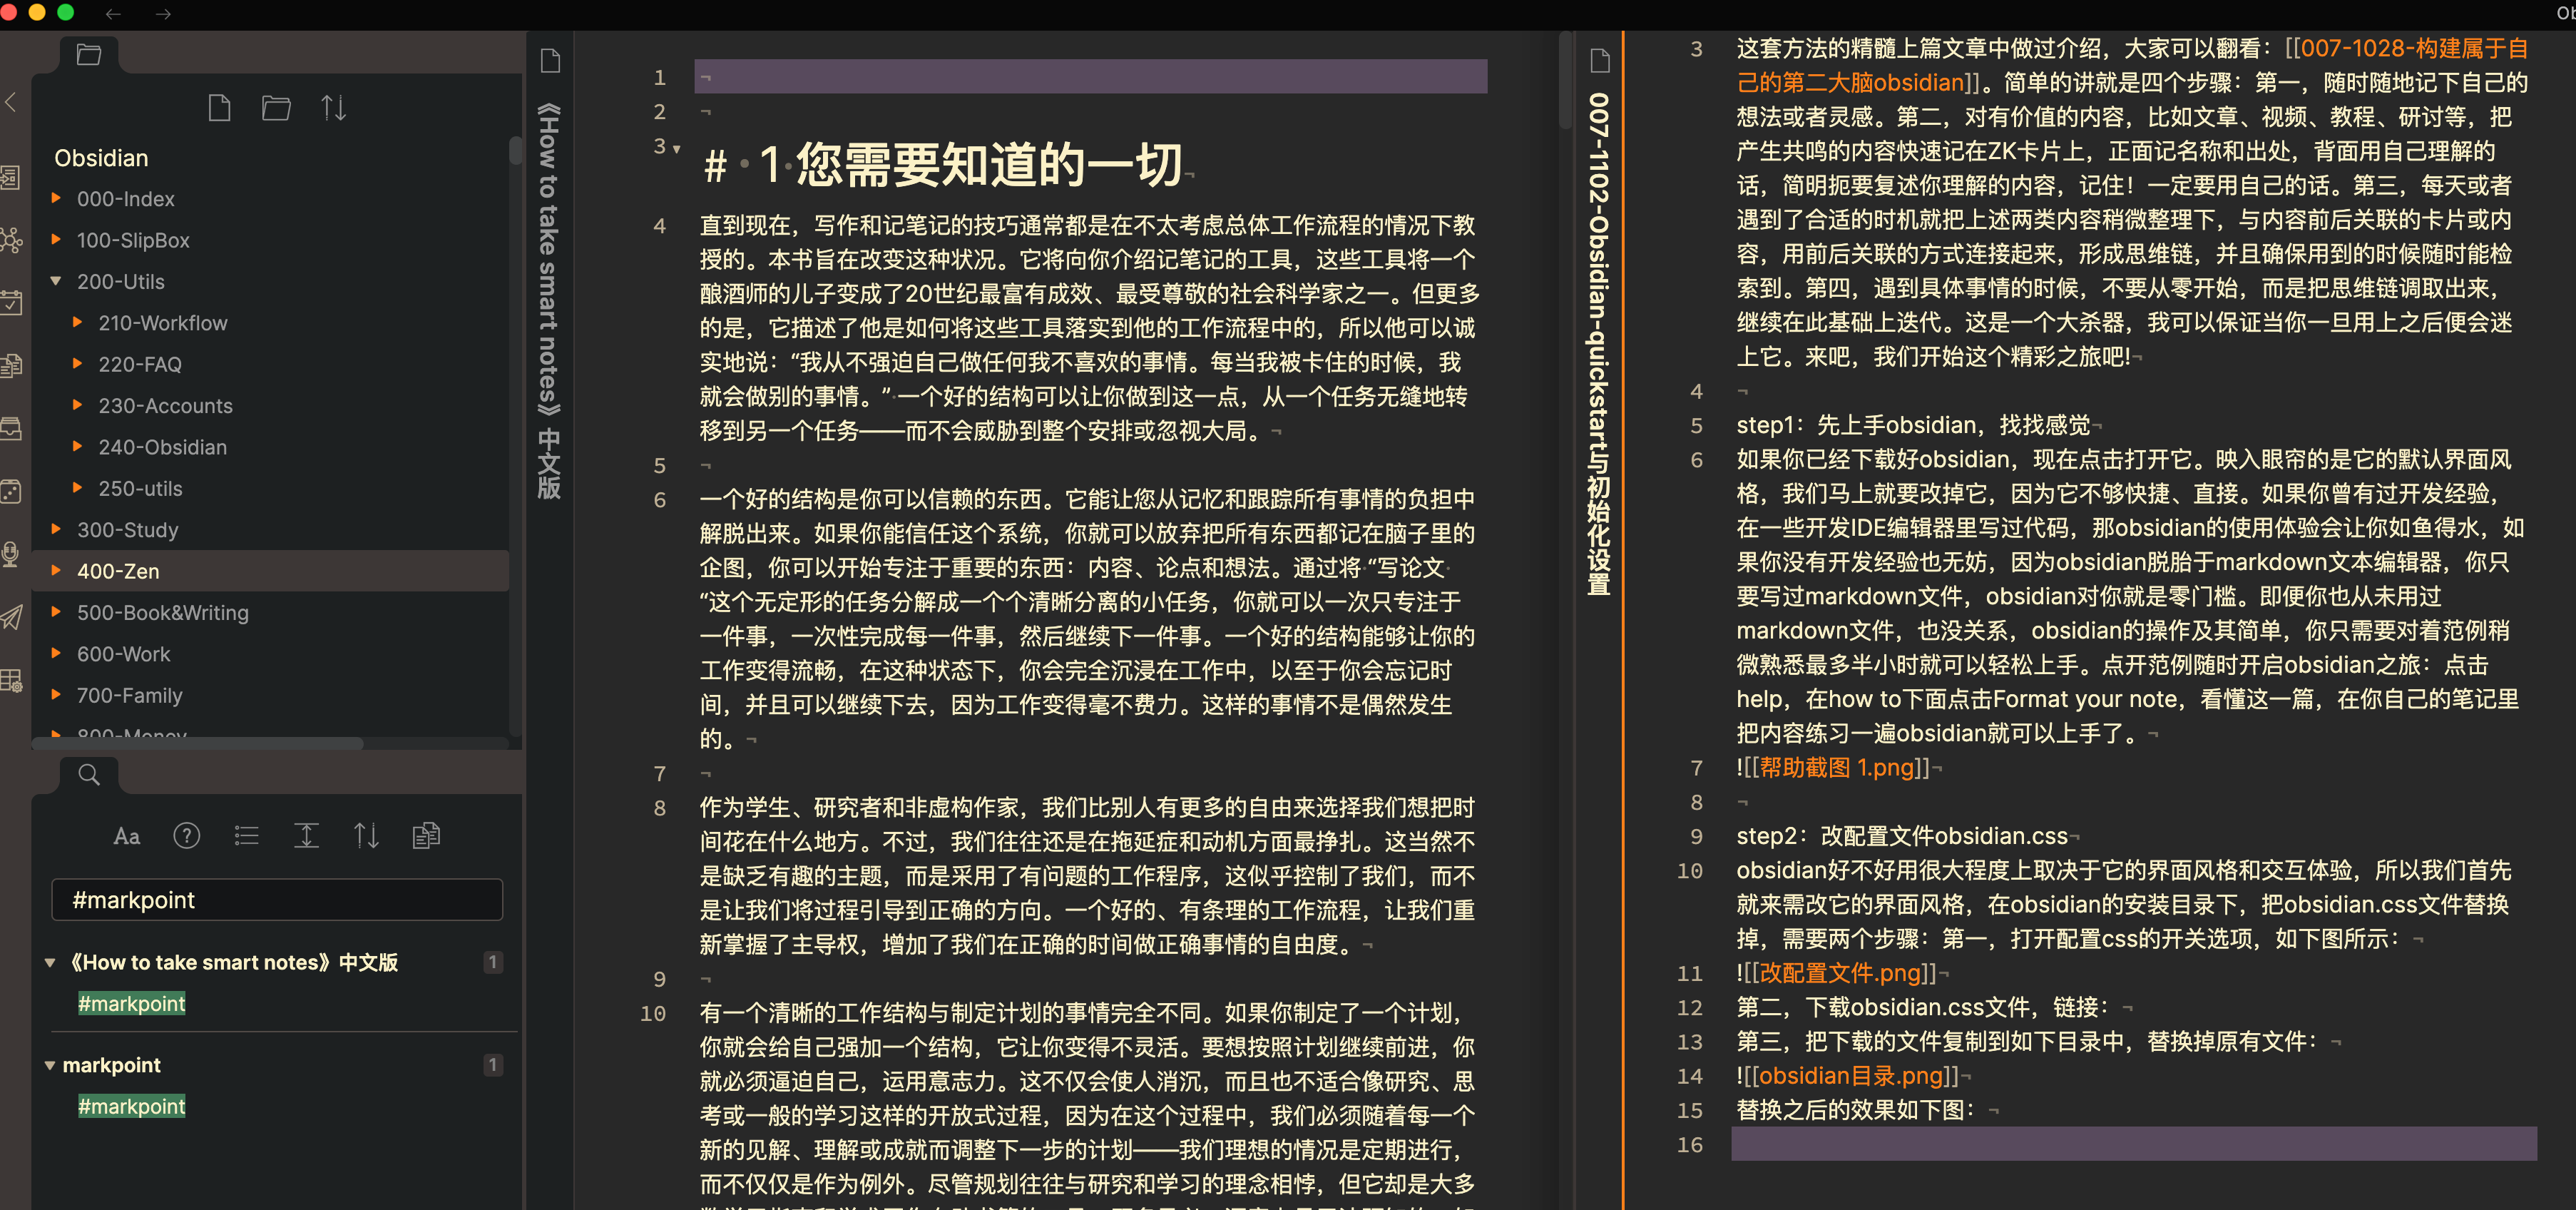 Ob
Obsidian
000-Index
100-SlipBox
200-Utils
210-Workflow
220-FAQ
230-Accounts
240-Obsidian
250-utils
300-Study
400-Zen
500-Book&Writing
600-Work
700-Family
800-Money
Aa
#markpoint
《How to take smart notes》中文版
1
#markpoint
markpoint
1
#markpoint
《How to take smart notes》中文版
1 ¬
2 ¬
3 # · 1·您需要知道的一切¬
4 直到现在，写作和记笔记的技巧通常都是在不太考虑总体工作流程的情况下教
授的。本书旨在改变这种状况。它将向你介绍记笔记的工具，这些工具将一个
酿酒师的儿子变成了20世纪最富有成效、最受尊敬的社会科学家之一。但更多
的是，它描述了他是如何将这些工具落实到他的工作流程中的，所以他可以诚
实地说：“我从不强迫自己做任何我不喜欢的事情。每当我被卡住的时候，我
就会做别的事情。”·一个好的结构可以让你做到这一点，从一个任务无缝地转
移到另一个任务——而不会威胁到整个安排或忽视大局。¬
5 ¬
6 一个好的结构是你可以信赖的东西。它能让您从记忆和跟踪所有事情的负担中
解脱出来。如果你能信任这个系统，你就可以放弃把所有东西都记在脑子里的
企图，你可以开始专注于重要的东西：内容、论点和想法。通过将·“写论文·
“这个无定形的任务分解成一个个清晰分离的小任务，你就可以一次只专注于
一件事，一次性完成每一件事，然后继续下一件事。一个好的结构能够让你的
工作变得流畅，在这种状态下，你会完全沉浸在工作中，以至于你会忘记时
间，并且可以继续下去，因为工作变得毫不费力。这样的事情不是偶然发生
的。¬
7 ¬
8 作为学生、研究者和非虚构作家，我们比别人有更多的自由来选择我们想把时
间花在什么地方。不过，我们往往还是在拖延症和动机方面最挣扎。这当然不
是缺乏有趣的主题，而是采用了有问题的工作程序，这似乎控制了我们，而不
是让我们将过程引导到正确的方向。一个好的、有条理的工作流程，让我们重
新掌握了主导权，增加了我们在正确的时间做正确事情的自由度。¬
9 ¬
10 有一个清晰的工作结构与制定计划的事情完全不同。如果你制定了一个计划，
你就会给自己强加一个结构，它让你变得不灵活。要想按照计划继续前进，你
就必须逼迫自己，运用意志力。这不仅会使人消沉，而且也不适合像研究、思
考或一般的学习这样的开放式过程，因为在这个过程中，我们必须随着每一个
新的见解、理解或成就而调整下一步的计划——我们理想的情况是定期进行，
而不仅仅是作为例外。尽管规划往往与研究和学习的理念相悖，但它却是大多
007-1102-Obsidian-quickstart与初始化设置
3 这套方法的精髓上篇文章中做过介绍，大家可以翻看：[[007-1028-构建属于自
己的第二大脑obsidian]]。简单的讲就是四个步骤：第一，随时随地记下自己的
想法或者灵感。第二，对有价值的内容，比如文章、视频、教程、研讨等，把
产生共鸣的内容快速记在ZK卡片上，正面记名称和出处，背面用自己理解的
话，简明扼要复述你理解的内容，记住！一定要用自己的话。第三，每天或者
遇到了合适的时机就把上述两类内容稍微整理下，与内容前后关联的卡片或内
容，用前后关联的方式连接起来，形成思维链，并且确保用到的时候随时能检
索到。第四，遇到具体事情的时候，不要从零开始，而是把思维链调取出来，
继续在此基础上迭代。这是一个大杀器，我可以保证当你一旦用上之后便会迷
上它。来吧，我们开始这个精彩之旅吧!¬
4 ¬
5 step1：先上手obsidian，找找感觉¬
6 如果你已经下载好obsidian，现在点击打开它。映入眼帘的是它的默认界面风
格，我们马上就要改掉它，因为它不够快捷、直接。如果你曾有过开发经验，
在一些开发IDE编辑器里写过代码，那obsidian的使用体验会让你如鱼得水，如
果你没有开发经验也无妨，因为obsidian脱胎于markdown文本编辑器，你只
要写过markdown文件，obsidian对你就是零门槛。即便你也从未用过
markdown文件，也没关系，obsidian的操作及其简单，你只需要对着范例稍
微熟悉最多半小时就可以轻松上手。点开范例随时开启obsidian之旅：点击
help，在how to下面点击Format your note，看懂这一篇，在你自己的笔记里
把内容练习一遍obsidian就可以上手了。¬
7 ![[帮助截图 1.png]]¬
8 ¬
9 step2：改配置文件obsidian.css¬
10 obsidian好不好用很大程度上取决于它的界面风格和交互体验，所以我们首先
就来需改它的界面风格，在obsidian的安装目录下，把obsidian.css文件替换
掉，需要两个步骤：第一，打开配置css的开关选项，如下图所示：¬
11 ![[改配置文件.png]]¬
12 第二，下载obsidian.css文件，链接：¬
13 第三，把下载的文件复制到如下目录中，替换掉原有文件：¬
14 ![[obsidian目录.png]]¬
15 替换之后的效果如下图：¬
16